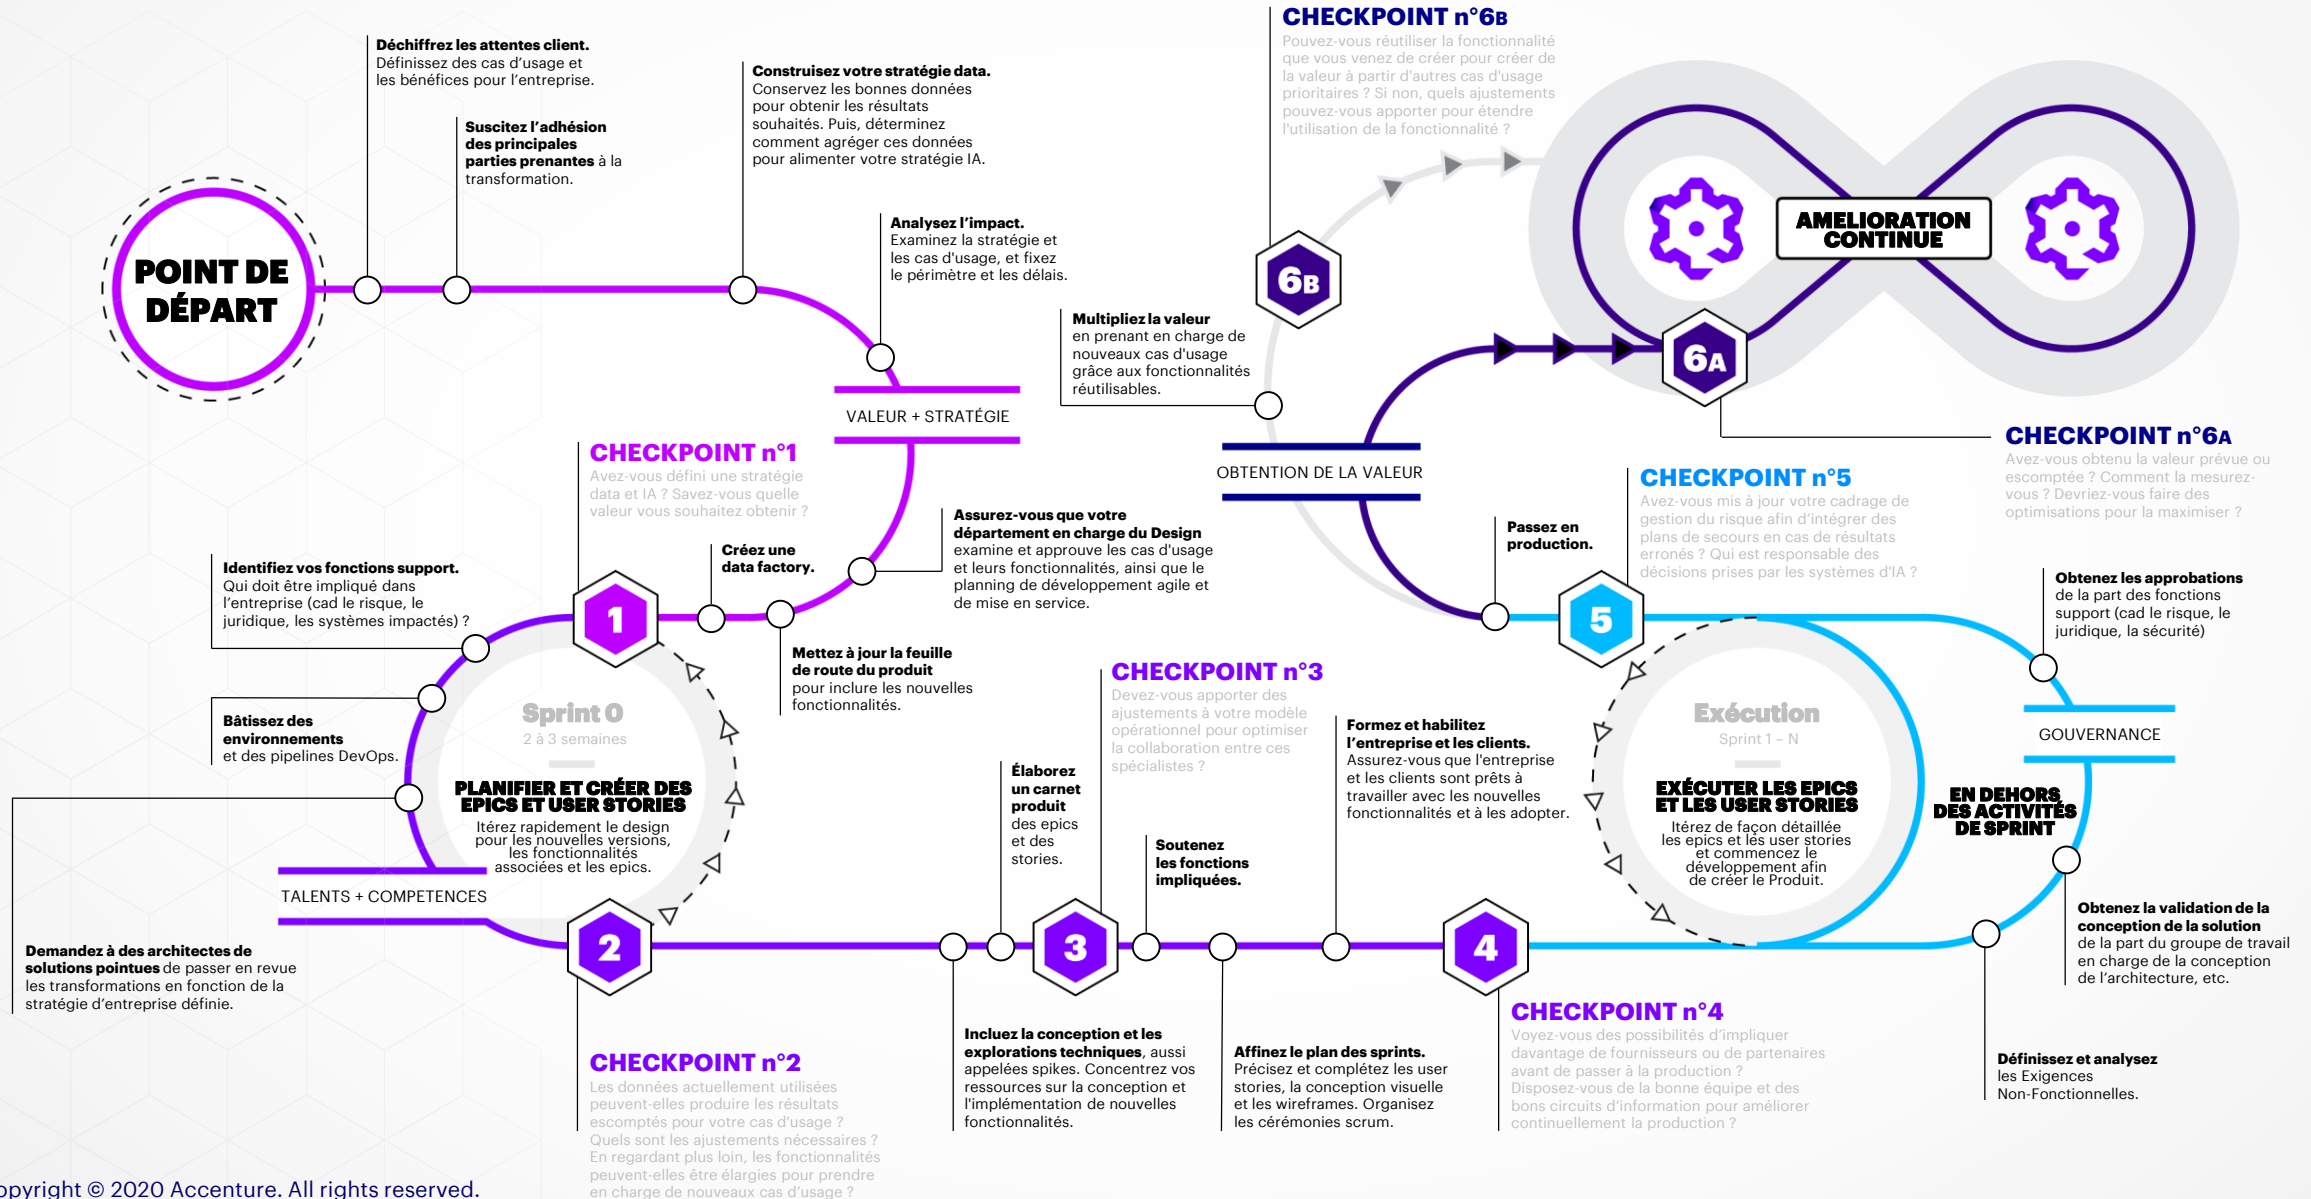 POINT DE
DÉPART
Déchiffrez les attentes client.
Définissez des cas d’usage et
les bénéfices pour l’entreprise.
Suscitez l’adhésion
des principales
parties prenantes à la
transformation.
Construisez votre stratégie data.
Conservez les bonnes données
pour obtenir les résultats
souhaités. Puis, déterminez
comment agréger ces données
pour alimenter votre stratégie IA.
Analysez l’impact.
Examinez la stratégie et
les cas d'usage, et fixez
le périmètre et les délais.
VALEUR + STRATÉGIE
Assurez-vous que votre
département en charge du Design
examine et approuve les cas d'usage
et leurs fonctionnalités, ainsi que le
planning de développement agile et
de mise en service.
Mettez à jour la feuille
de route du produit
pour inclure les nouvelles
fonctionnalités.
Créez une
data factory.
CHECKPOINT n°1
Avez-vous défini une stratégie
data et IA ? Savez-vous quelle
valeur vous souhaitez obtenir ?
1
Identifiez vos fonctions support.
Qui doit être impliqué dans
l’entreprise (cad le risque, le
juridique, les systèmes impactés) ?
Bâtissez des
environnements
et des pipelines DevOps.
Sprint 0
2 à 3 semaines
PLANIFIER ET CRÉER DES
EPICS ET USER STORIES
Itérez rapidement le design
pour les nouvelles versions,
les fonctionnalités
associées et les epics.
TALENTS + COMPETENCES
Demandez à des architectes de
solutions pointues de passer en revue
les transformations en fonction de la
stratégie d’entreprise définie.
2
CHECKPOINT n°2
Les données actuellement utilisées
peuvent-elles produire les résultats
escomptés pour votre cas d'usage ?
Quels sont les ajustements nécessaires ?
En regardant plus loin, les fonctionnalités
peuvent-elles être élargies pour prendre
en charge de nouveaux cas d’usage ?
Incluez la conception et les
explorations techniques, aussi
appelées spikes. Concentrez vos
ressources sur la conception et
l'implémentation de nouvelles
fonctionnalités.
Élaborez
un carnet
produit
des epics
et des
stories.
3
CHECKPOINT n°3
Devez-vous apporter des
ajustements à votre modèle
opérationnel pour optimiser
la collaboration entre ces
spécialistes ?
Soutenez
les fonctions
impliquées.
Affinez le plan des sprints.
Précisez et complétez les user
stories, la conception visuelle
et les wireframes. Organisez
les cérémonies scrum.
Formez et habilitez
l’entreprise et les clients.
Assurez-vous que l'entreprise
et les clients sont prêts à
travailler avec les nouvelles
fonctionnalités et à les adopter.
4
CHECKPOINT n°4
Voyez-vous des possibilités d’impliquer
davantage de fournisseurs ou de partenaires
avant de passer à la production ?
Disposez-vous de la bonne équipe et des
bons circuits d’information pour améliorer
continuellement la production ?
Exécution
Sprint 1 – N
EXÉCUTER LES EPICS
ET LES USER STORIES
Itérez de façon détaillée
les epics et les user stories
et commencez le
développement afin
de créer le Produit.
EN DEHORS
DES ACTIVITÉS
DE SPRINT
Définissez et analysez
les Exigences
Non-Fonctionnelles.
Obtenez la validation de la
conception de la solution
de la part du groupe de travail
en charge de la conception
de l’architecture, etc.
GOUVERNANCE
Obtenez les approbations
de la part des fonctions
support (cad le risque, le
juridique, la sécurité)
5
CHECKPOINT n°5
Avez-vous mis à jour votre cadrage de
gestion du risque afin d’intégrer des
plans de secours en cas de résultats
erronés ? Qui est responsable des
décisions prises par les systèmes d'IA ?
Passez en
production.
OBTENTION DE LA VALEUR
Multipliez la valeur
en prenant en charge de
nouveaux cas d'usage
grâce aux fonctionnalités
réutilisables.
6A
CHECKPOINT n°6A
Avez-vous obtenu la valeur prévue ou
escomptée ? Comment la mesurez-
vous ? Devriez-vous faire des
optimisations pour la maximiser ?
6B
CHECKPOINT n°6B
Pouvez-vous réutiliser la fonctionnalité
que vous venez de créer pour créer de
la valeur à partir d'autres cas d'usage
prioritaires ? Si non, quels ajustements
pouvez-vous apporter pour étendre
l'utilisation de la fonctionnalité ?
AMELIORATION
CONTINUE
opyright © 2020 Accenture. All rights reserved.